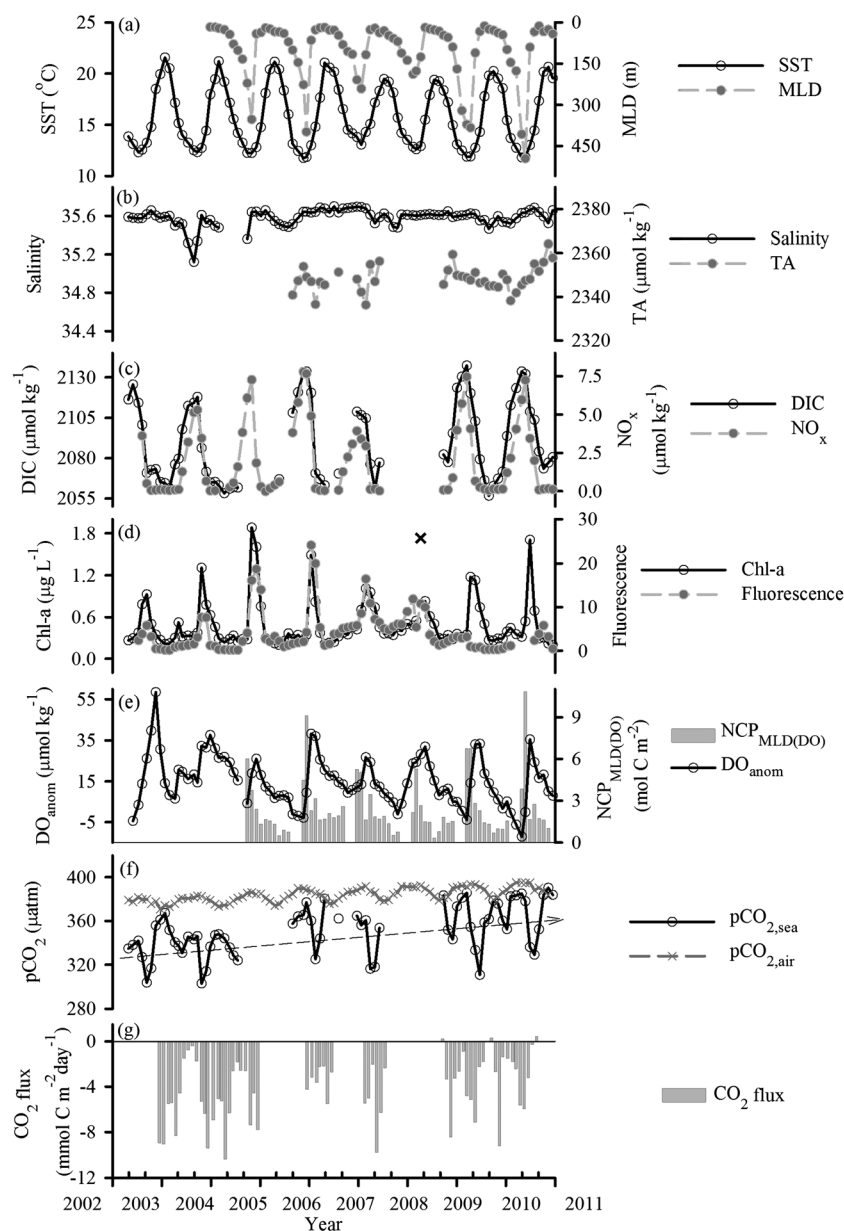 (a)
25
20
15
10
SST (°C)
0
150
300
450
MLD (m)
SST
MLD
(b)
35.6
35.2
34.8
34.4
Salinity
2380
2360
2340
2320
TA (μmol kg-1)
Salinity
TA
(c)
2130
2105
2080
2055
DIC (μmol kg-1)
7.5
5.0
2.5
0.0
NOx
(μmol kg-1)
DIC
NOx
(d)
1.8
1.2
0.6
0.0
Chl-a (μg L-1)
30
20
10
0
Fluorescence
Chl-a
Fluorescence
(e)
55
35
15
-5
DOanom (μmol kg-1)
9
6
3
0
NCPMLD(DO)
(mol C m-2)
NCPMLD(DO)
DOanom
(f)
400
360
320
280
pCO2 (μatm)
pCO2,sea
pCO2,air
(g)
0
-4
-8
-12
CO2 flux
(mmol C m-2day-1)
CO2 flux
2002 2003 2004 2005 2006 2007 2008 2009 2010 2011
Year